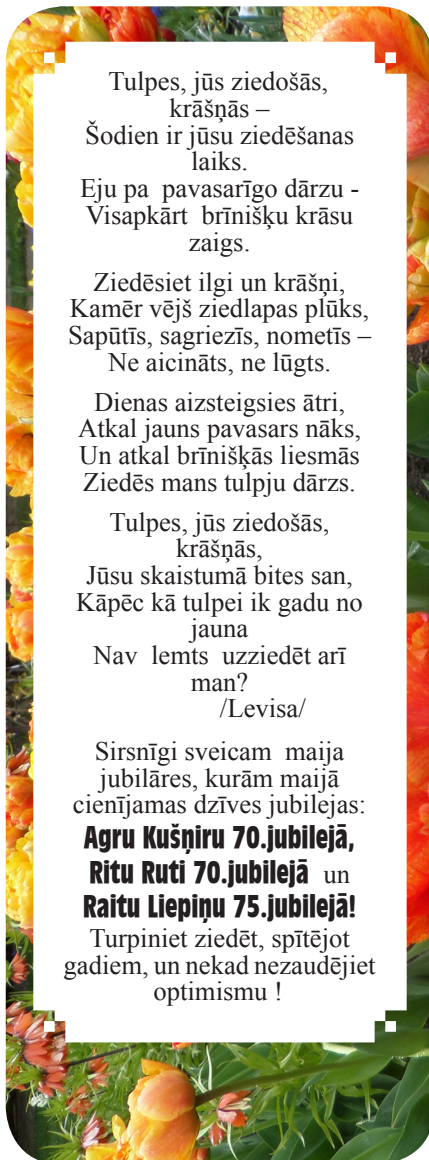 Tulpes, jūs ziedošās,
krāšņās –
Šodien ir jūsu ziedēšanas
laiks.
Eju pa pavasarīgo dārzu -
Visapkārt brīnišķu krāsu
zaigs.
Ziedēsiet ilgi un krāšņi,
Kamēr vējš ziedlapas plūks,
Sapūtīs, sagriezīs, nometīs –
Ne aicināts, ne lūgts.
Dienas aizsteigsies ātri,
Atkal jauns pavasars nāks,
Un atkal brīnišķās liesmās
Ziedēs mans tulpju dārzs.
Tulpes, jūs ziedošās,
krāšņās,
Jūsu skaistumā bites san,
Kāpēc kā tulpei ik gadu no
jauna
Nav lemts uzziedēt arī
man?
/Levisa/
Sirsnīgi sveicam maija
jubilāres, kurām maijā
cienījamas dzīves jubilejas:
Agru Kušņiru 70.jubilejā,
Ritu Ruti 70.jubilejā un
Raitu Liepiņu 75.jubilejā!
Turpiniet ziedēt, spītējot
gadiem, un nekad nezaudējiet
optimismu !